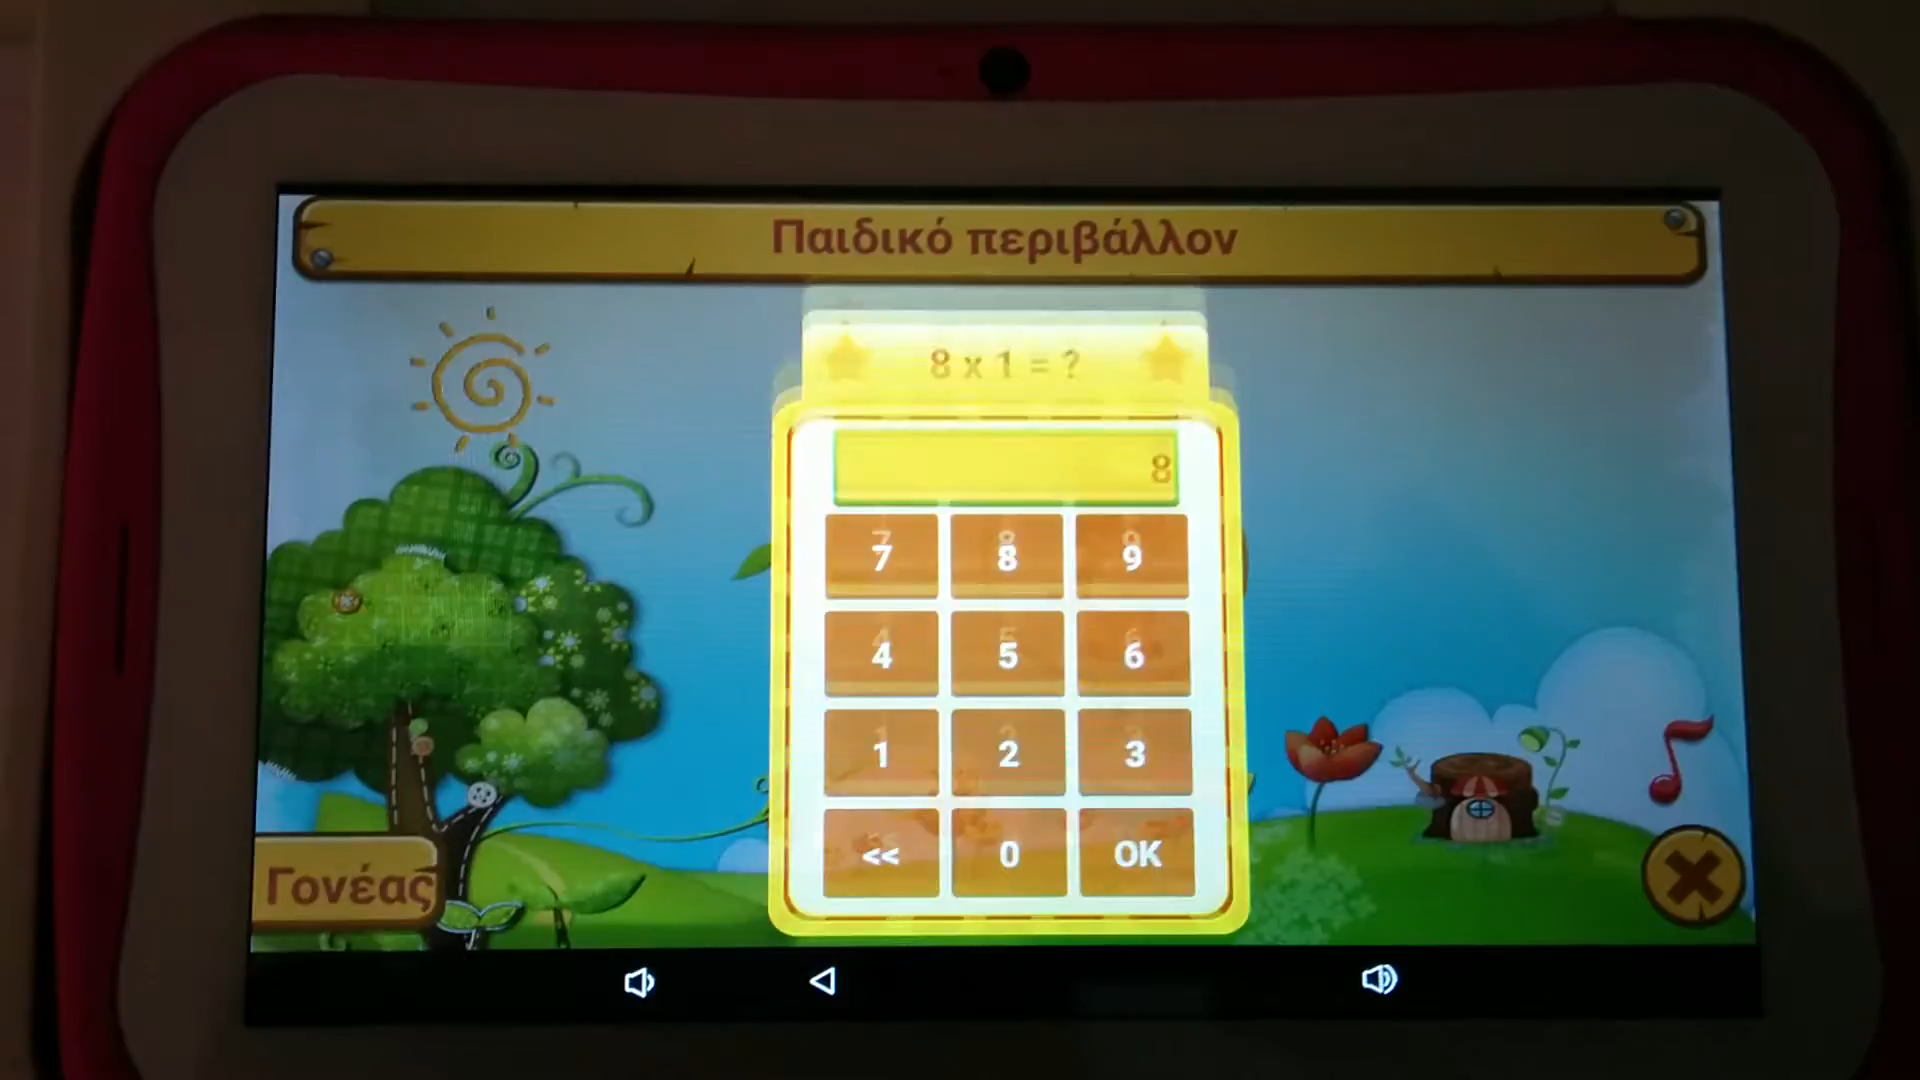 Παιδικό περιβάλλον
8 x 1 = ?
8
7 8 9
4 5 6
1 2 3
<< 0 OK
Γονέας